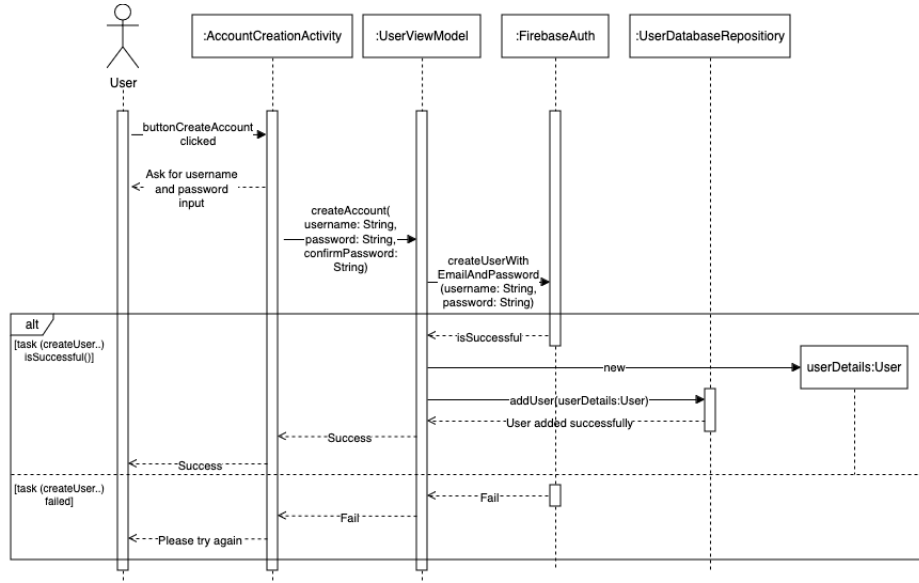 :AccountCreationActivity
:UserViewModel
:FirebaseAuth
:UserDatabaseRepositiory
User
buttonCreateAccount
clicked
Ask for username
and password
input
createAccount(
username: String,
password: String,
confirmPassword:
String)
createUserWith
EmailAndPassword
(username: String,
password: String)
alt
[task (createUser..)
isSuccessful()]
isSuccessful
new
userDetails:User
addUser(userDetails:User)
User added successfully
Success
Success
[task (createUser..)
failed]
Fail
Fail
Please try again